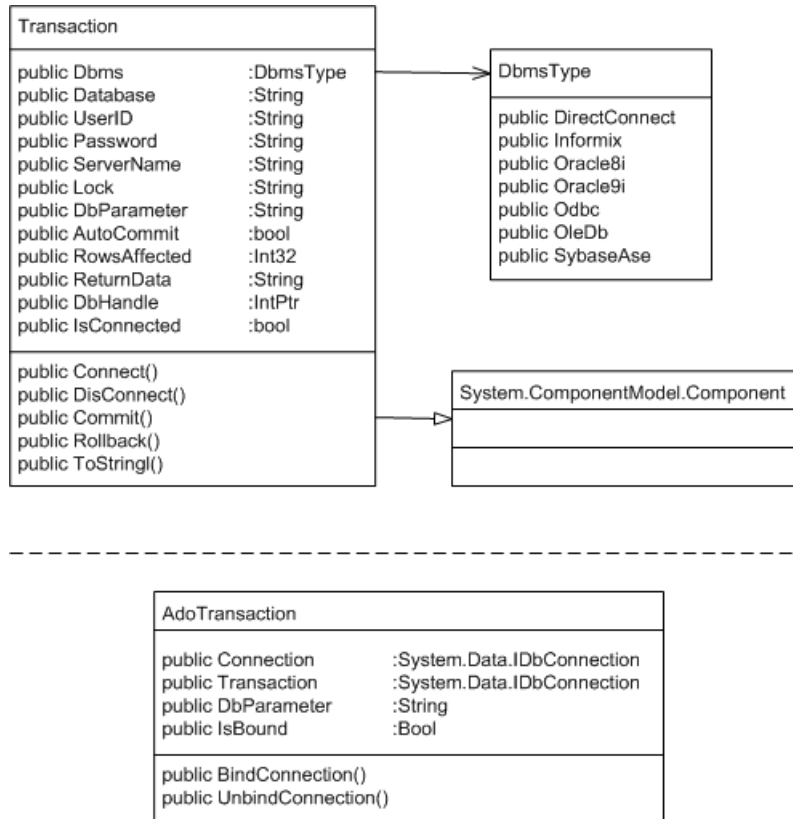 Transaction
public Dbms :DbmsType
public Database :String
public UserID :String
public Password :String
public ServerName :String
public Lock :String
public DbParameter :String
public AutoCommit :bool
public RowsAffected :Int32
public ReturnData :String
public DbHandle :IntPtr
public IsConnected :bool
public Connect()
public DisConnect()
public Commit()
public Rollback()
public ToStringl()
DbmsType
public DirectConnect
public Informix
public Oracle8i
public Oracle9i
public Odbc
public OleDb
public SybaseAse
System.ComponentModel.Component
AdoTransaction
public Connection :System.Data.IDbConnection
public Transaction :System.Data.IDbConnection
public DbParameter :String
public IsBound :Bool
public BindConnection()
public UnbindConnection()